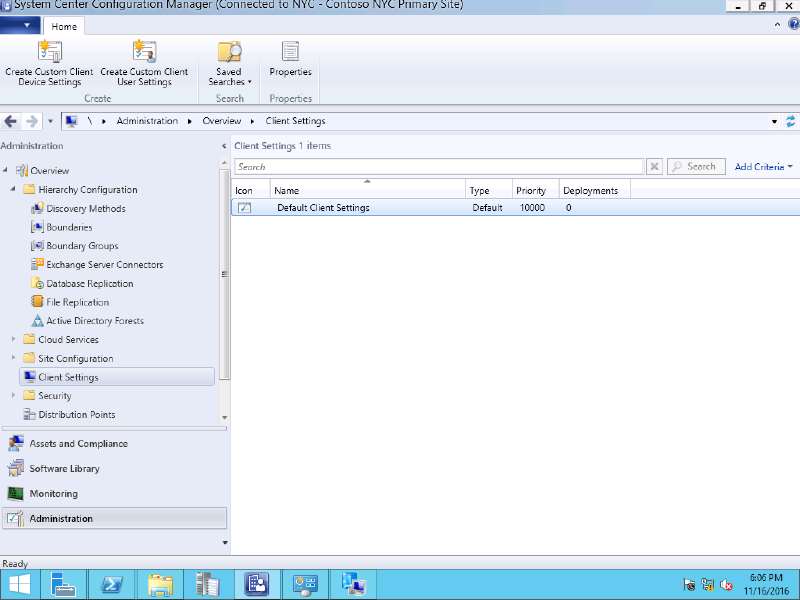 System Center Configuration Manager (Connected to NYC - Contoso NYC Primary Site)
Home
Create Custom Client Device Settings
Create Custom Client User Settings
Saved Searches
Properties
Create
Search
Properties
\ Administration Overview Client Settings
Administration
Overview
Hierarchy Configuration
Discovery Methods
Boundaries
Boundary Groups
Exchange Server Connectors
Database Replication
File Replication
Active Directory Forests
Cloud Services
Site Configuration
Client Settings
Security
Distribution Points
Assets and Compliance
Software Library
Monitoring
Administration
Client Settings 1 items
Search
Search
Add Criteria
Icon Name Type Priority Deployments
Default Client Settings Default 10000 0
Ready
6:06 PM
11/16/2016